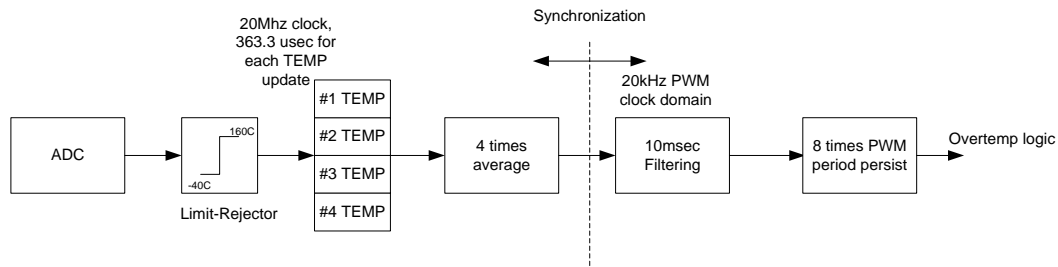 Synchronization
20Mhz clock,
363.3 usec for
each TEMP
update
20kHz PWM
clock domain
#1 TEMP
#2 TEMP
#3 TEMP
#4 TEMP
ADC
160C
-40C
Limit-Rejector
4 times
average
10msec
Filtering
8 times PWM
period persist
Overtemp logic